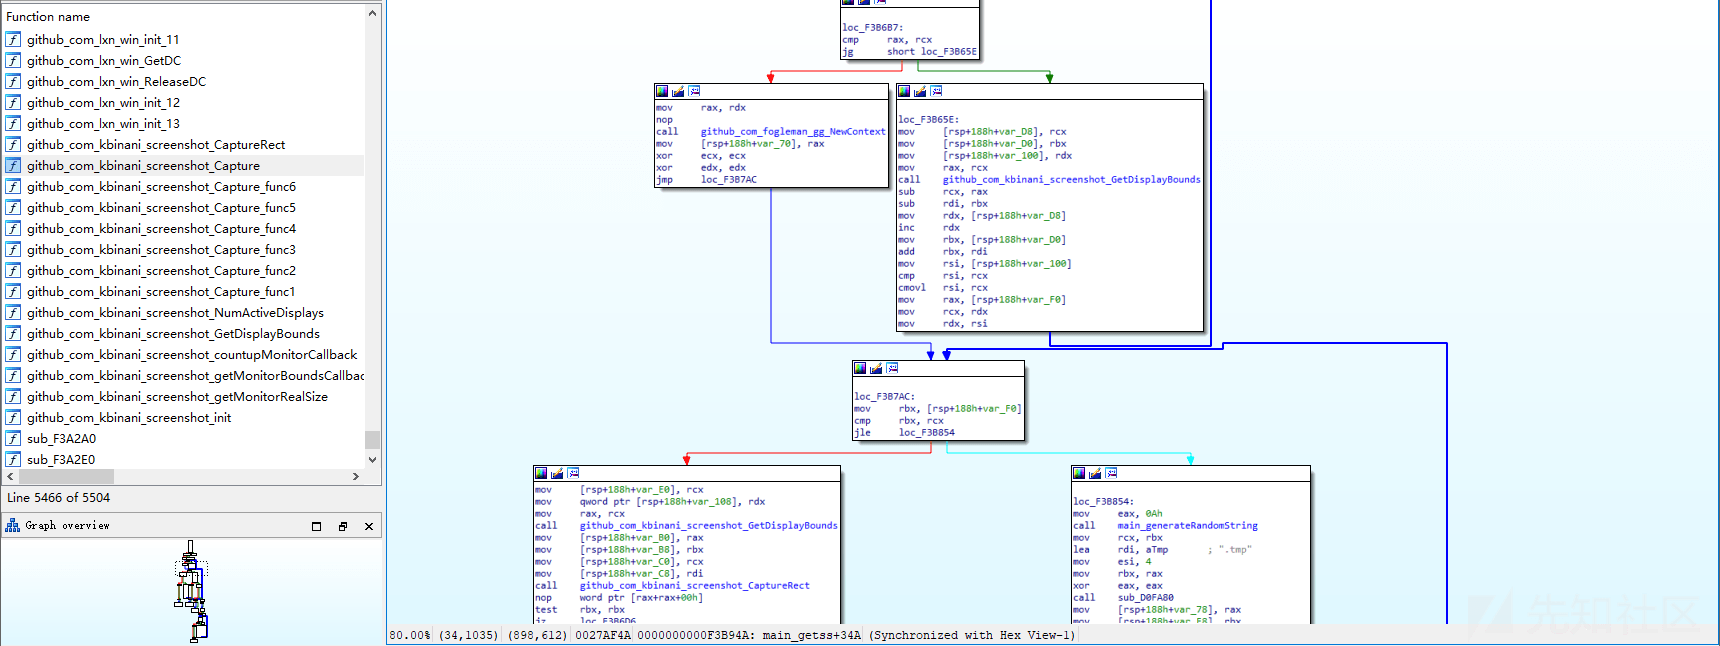 Function name
f github_com_lxn_win_init_11
f github_com_lxn_win_GetDC
f github_com_lxn_win_ReleaseDC
f github_com_lxn_win_init_12
f github_com_lxn_win_init_13
f github_com_kbinani_screenshot_CaptureRect
f github_com_kbinani_screenshot_Capture
f github_com_kbinani_screenshot_Capture_func6
f github_com_kbinani_screenshot_Capture_func5
f github_com_kbinani_screenshot_Capture_func4
f github_com_kbinani_screenshot_Capture_func3
f github_com_kbinani_screenshot_Capture_func2
f github_com_kbinani_screenshot_Capture_func1
f github_com_kbinani_screenshot_NumActiveDisplays
f github_com_kbinani_screenshot_GetDisplayBounds
f github_com_kbinani_screenshot_countupMonitorCallback
f github_com_kbinani_screenshot_getMonitorBoundsCallbac
f github_com_kbinani_screenshot_getMonitorRealSize
f github_com_kbinani_screenshot_init
f sub_F3A2A0
f sub_F3A2E0
Line 5466 of 5504
Graph overview
loc_F3B6B7:
cmp rax, rcx
jg short loc_F3B65E
mov rax, rdx
nop
call github_com_fogleman_gg_NewContext
mov [rsp+188h+var_70], rax
xor ecx, ecx
xor edx, edx
jmp loc_F3B7AC
loc_F3B65E:
mov [rsp+188h+var_D8], rcx
mov [rsp+188h+var_D0], rbx
mov [rsp+188h+var_100], rdx
mov rax, rcx
call github_com_kbinani_screenshot_GetDisplayBounds
sub rcx, rax
sub rdi, rbx
mov rdx, [rsp+188h+var_D8]
inc rdx
mov rbx, [rsp+188h+var_D0]
add rbx, rdi
mov rsi, [rsp+188h+var_100]
cmp rsi, rcx
cmovl rsi, rcx
mov rax, [rsp+188h+var_F0]
mov rcx, rdx
mov rdx, rsi
loc_F3B7AC:
mov rbx, [rsp+188h+var_F0]
cmp rbx, rcx
jle loc_F3B854
mov [rsp+188h+var_E0], rcx
mov qword ptr [rsp+188h+var_108], rdx
mov rax, rcx
call github_com_kbinani_screenshot_GetDisplayBounds
mov [rsp+188h+var_B0], rax
mov [rsp+188h+var_B8], rbx
mov [rsp+188h+var_C0], rcx
mov [rsp+188h+var_C8], rdi
call github_com_kbinani_screenshot_CaptureRect
nop word ptr [rax+rax+00h]
test rbx, rbx
jz loc_F3B6D6
loc_F3B854:
mov eax, 0Ah
call main_generateRandomString
mov rcx, rbx
lea rdi, aTmp ; ".tmp"
mov esi, 4
mov rbx, rax
xor eax, eax
call sub_D0FA80
mov [rsp+188h+var_78], rax
mov [rsp+188h+var_E8], rbx
80.00% (34,1035) (898,612) 0027AF4A 0000000000F3B94A: main_getss+34A (Synchronized with Hex View-1)
先知社区